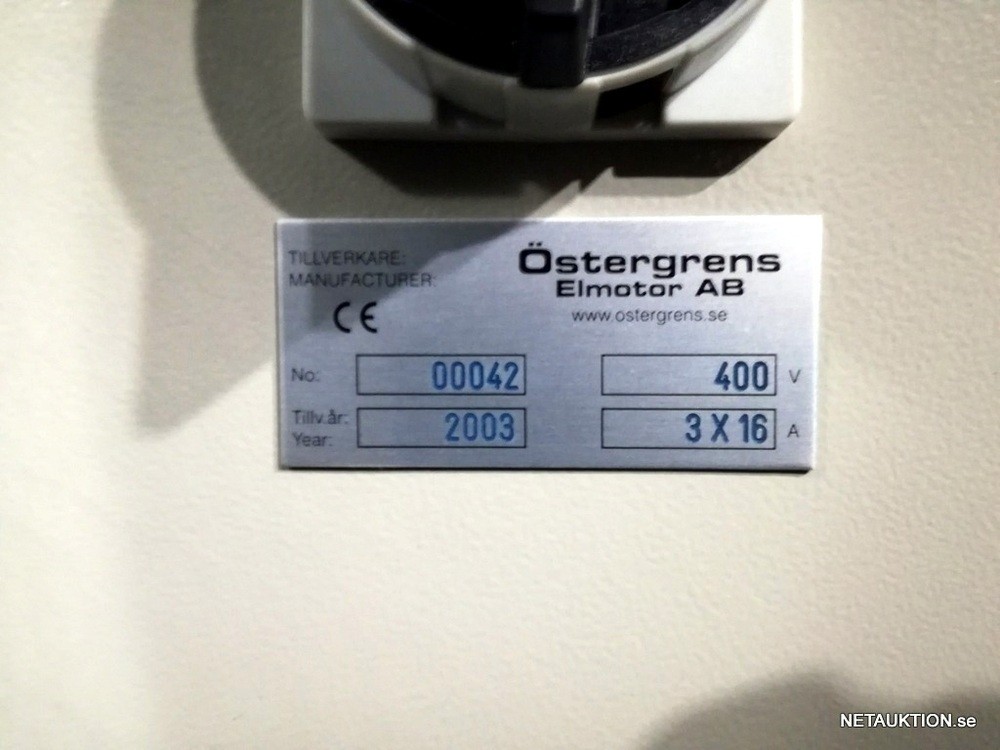 TILLVERKARE:
MANUFACTURER:
Östergrens
Elmotor AB
www.ostergrens.se
CE
No: 00042 400 V
Tillv.år:
Year: 2003 3 X 16 A
NETAUKTION.se